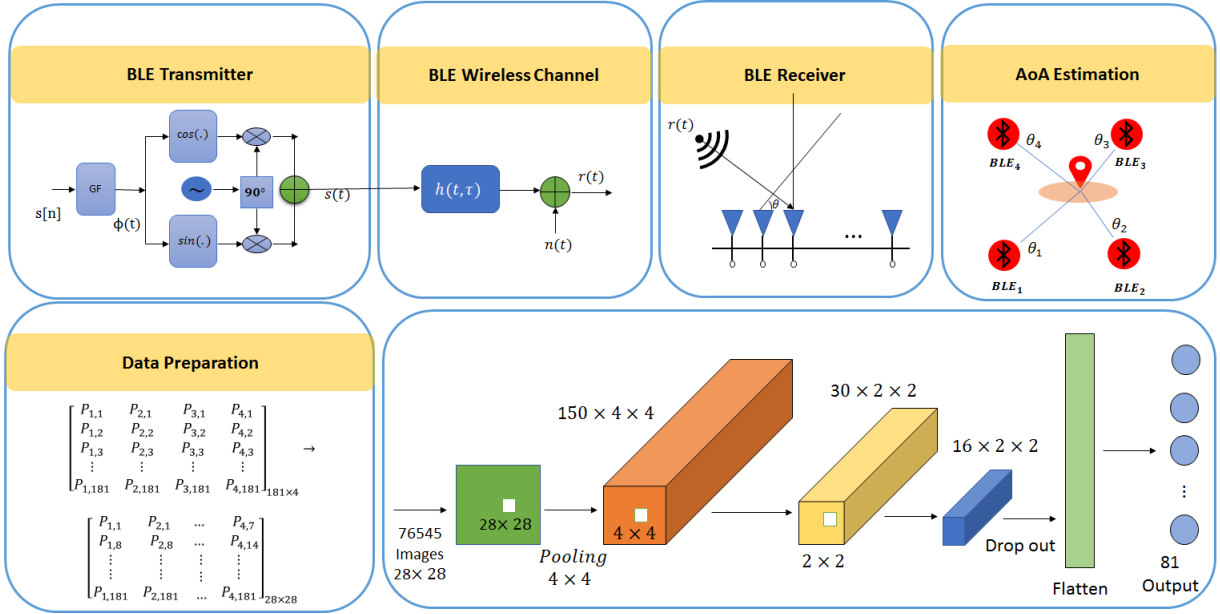 BLE Transmitter
cos(.)
GF
~
90°
s[n]
ϕ(t)
sin(.)
s(t)
BLE Wireless Channel
h(t,τ)
r(t)
n(t)
BLE Receiver
r(t)
θ
...
AoA Estimation
θ₄
θ₃
BLE₄
BLE₃
θ₂
θ₁
BLE₁
BLE₂
Data Preparation
P₁,₁ P₂,₁ P₃,₁ P₄,₁
P₁,₂ P₂,₂ P₃,₂ P₄,₂
P₁,₃ P₂,₃ P₃,₃ P₄,₃
⋮ ⋮ ⋮ ⋮
P₁,₁₈₁ P₂,₁₈₁ P₃,₁₈₁ P₄,₁₈₁ 181×4
→
P₁,₁ P₂,₁ ... P₄,₇
P₁,₈ P₂,₈ ... P₄,₁₄
⋮ ⋮ ⋮ ⋮
⋮ ⋮ ⋮ ⋮
P₁,₁₈₁ P₂,₁₈₁ ... P₄,₁₈₁ 28×28
76545
Images
28× 28
28× 28
Pooling
4 × 4
150 × 4 × 4
4 × 4
30 × 2 × 2
2 × 2
16 × 2 × 2
Drop out
Flatten
⋮
81
Output